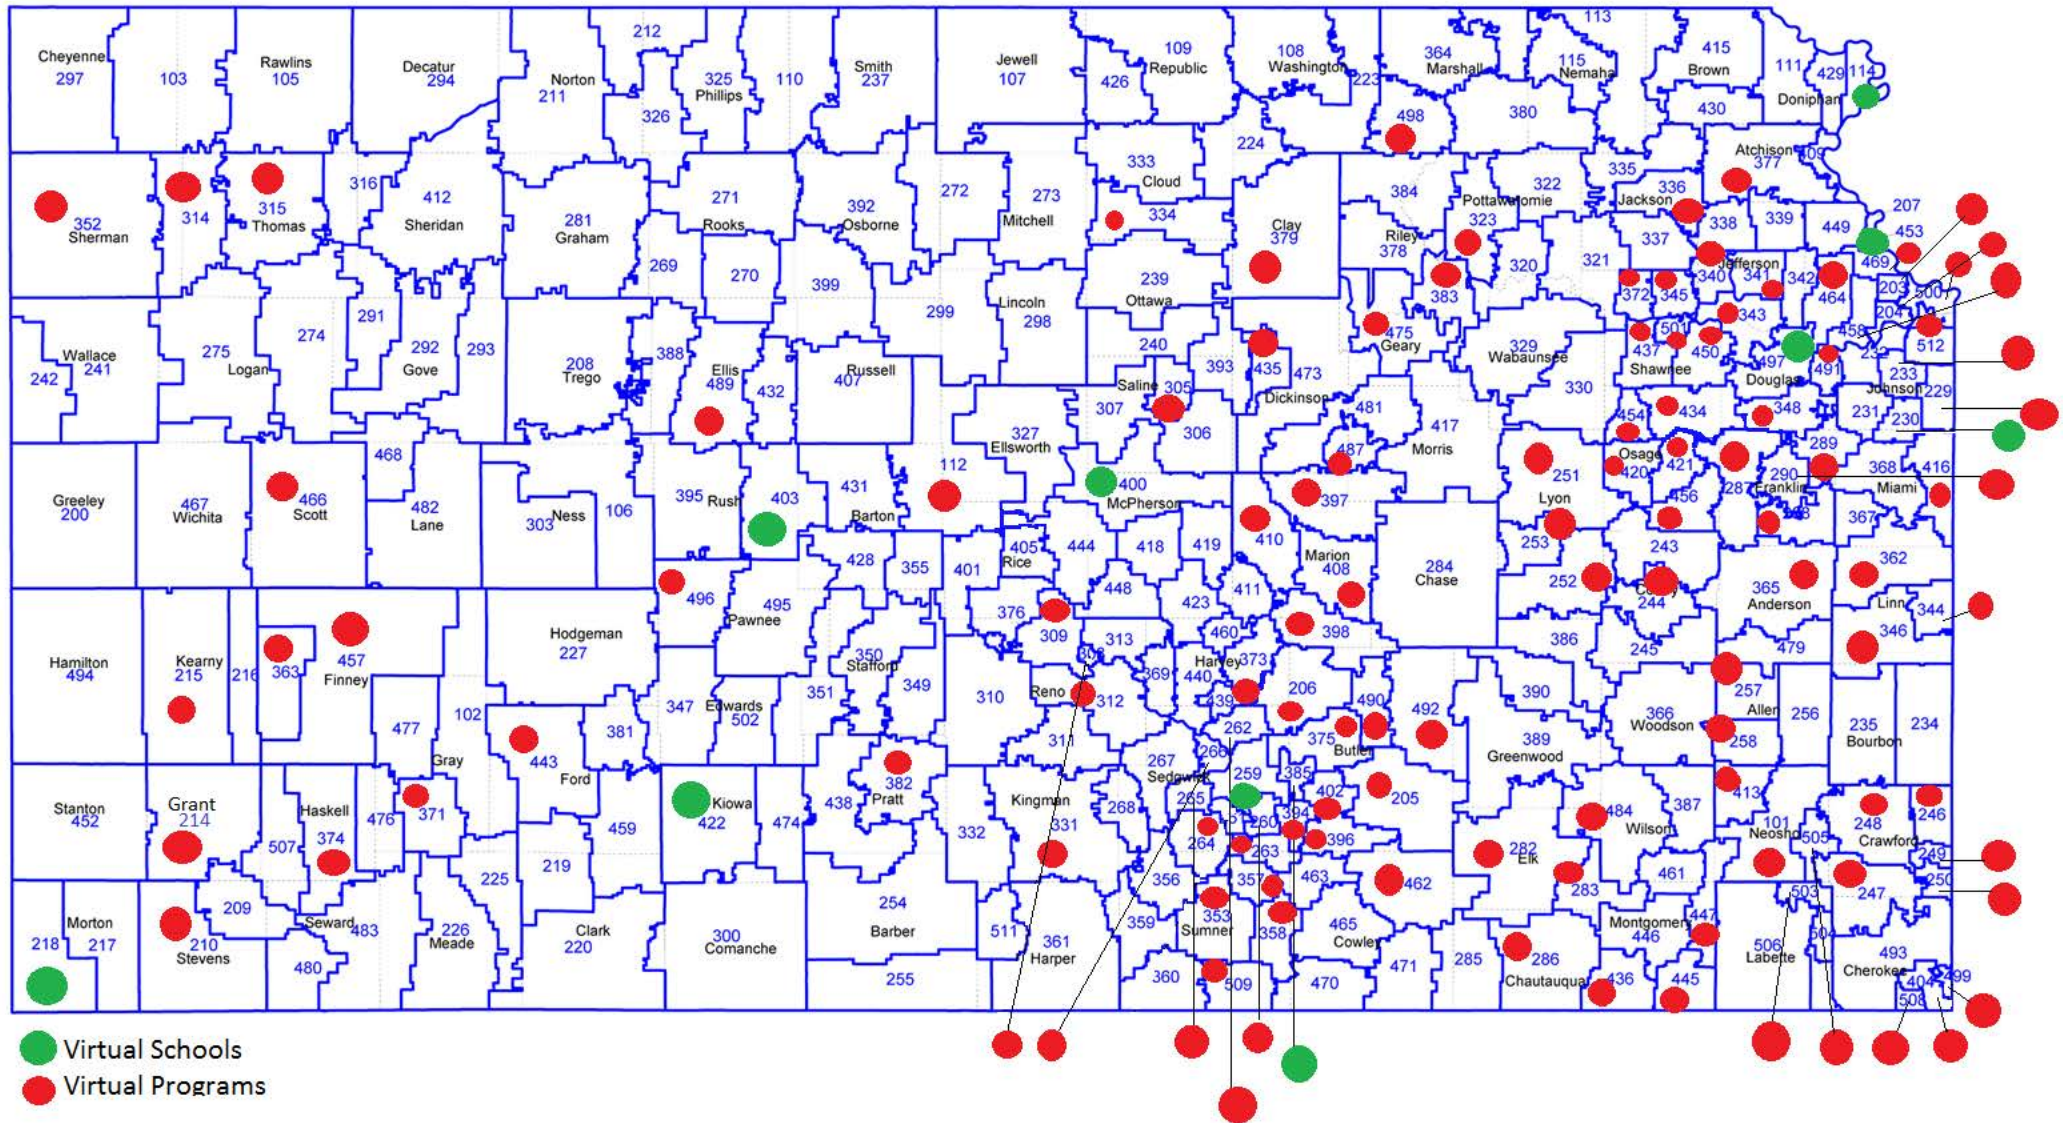 212
113
Cheyenne
297
103
Rawlins
105
Decatur
294
Norton
211
326
325
Phillips
110
Smith
237
Jewell
107
426
109
Republic
108
Washington
223
364
Marshall
115
Nemaha
415
Brown
430
111
429
114
Doniphan
498
380
224
333
Cloud
334
Atchison
377
409
335
336
Jackson
338
339
449
207
453
469
352
Sherman
314
315
Thomas
316
412
Sheridan
281
Graham
271
Rooks
392
Osborne
272
273
Mitchell
Clay
379
384
Riley
378
Pottawatomie
322
323
320
321
337
Jefferson
340
341
342
464
203
500
204
269
270
399
299
Lincoln
298
239
Ottawa
240
383
475
Geary
372
345
343
458
512
242
Wallace
241
275
Logan
274
291
292
Gove
293
208
Trego
388
Ellis
489
432
Russell
407
Saline
305
307
306
393
435
473
Dickinson
481
487
417
Morris
329
Wabaunsee
330
437
501
450
Shawnee
497
Douglas
491
232
233
Johnson
229
231
230
454
434
348
289
Greeley
200
467
Wichita
466
Scott
468
482
Lane
303
Ness
106
395
Rush
403
431
Barton
112
327
Ellsworth
400
McPherson
397
251
Lyon
Osage
420
421
456
287
290
Franklin
368
Miami
416
367
428
355
401
405
Rice
444
418
419
410
Marion
408
284
Chase
253
252
243
244
365
Anderson
362
Linn
344
346
Hamilton
494
Kearny
215
216
363
457
Finney
Hodgeman
227
496
495
Pawnee
376
309
448
313
423
411
460
398
386
245
479
347
Edwards
502
351
350
Stafford
349
310
Reno
312
369
Harvey
440
373
439
206
490
492
390
366
Woodson
257
Allen
258
256
235
Bourbon
234
477
102
Gray
443
Ford
381
311
262
375
Butler
389
Greenwood
Stanton
452
Grant
214
Haskell
374
507
476
371
459
Kiowa
422
474
438
382
Pratt
332
Kingman
331
268
267
Sedgwick
266
259
385
265
264
260
263
394
402
396
205
282
Elk
484
Wilson
387
413
101
Neosho
505
248
Crawford
246
249
250
247
218
Morton
217
210
Stevens
209
Seward
483
480
225
226
Meade
219
Clark
220
300
Comanche
254
Barber
255
511
361
Harper
356
359
357
353
Sumner
358
360
509
463
462
465
Cowley
470
471
285
286
Chautauqua
283
461
436
Montgomery
446
447
445
503
506
Labette
504
493
Cherokee
404
508
499
Virtual Schools
Virtual Programs